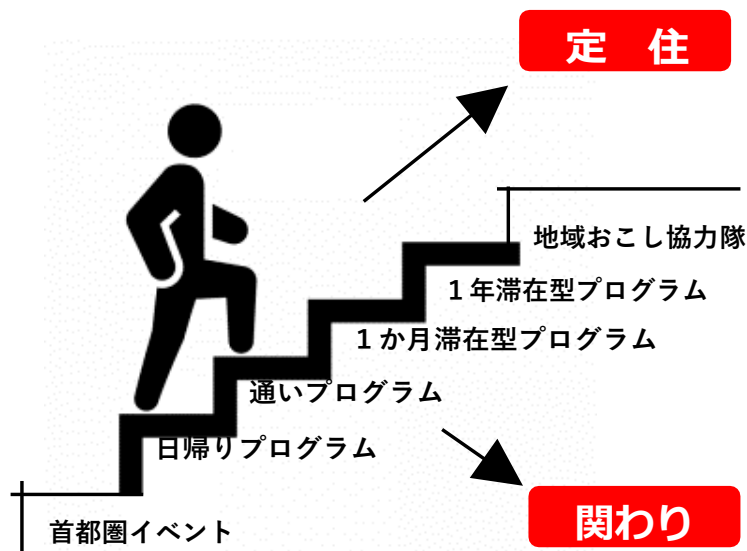 定　住
地域おこし協力隊
１年滞在型プログラム
１か月滞在型プログラム
通いプログラム
日帰りプログラム
首都圏イベント
関わり